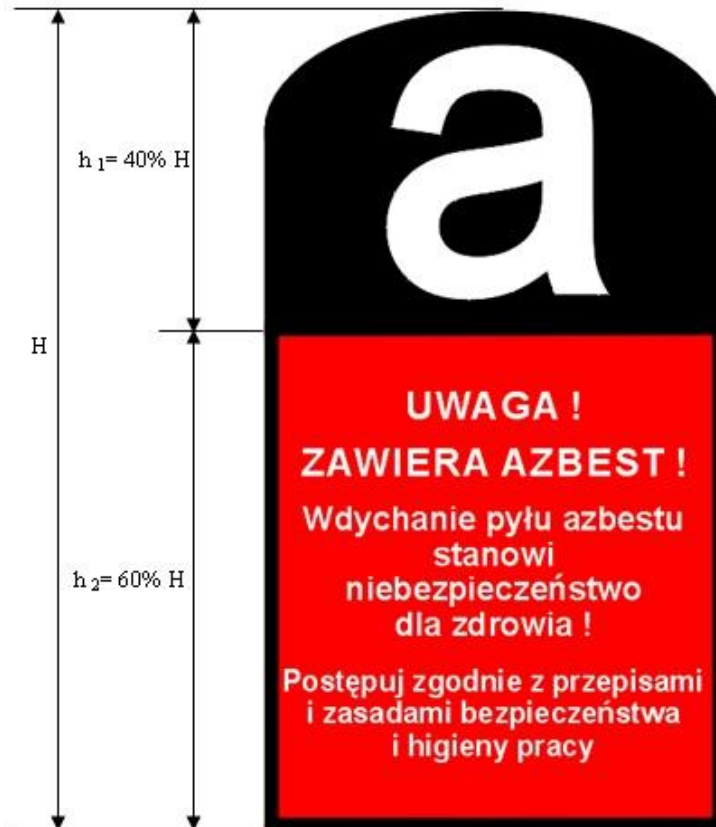 a
h 1= 40% H
H
h 2= 60% H
UWAGA !
ZAWIERA AZBEST !
Wdychanie pyłu azbestu
stanowi
niebezpieczeństwo
dla zdrowia !
Postępuj zgodnie z przepisami
i zasadami bezpieczeństwa
i higieny pracy